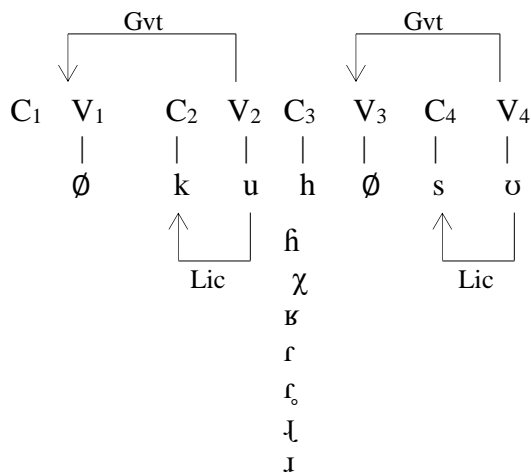 Gvt Gvt
C₁ V₁ C₂ V₂ C₃ V₃ C₄ V₄
Ø k u h Ø s ʊ
ɦ
Lic Lic
χ
ʁ
ɾ
ɾ̥
ɻ
ɹ